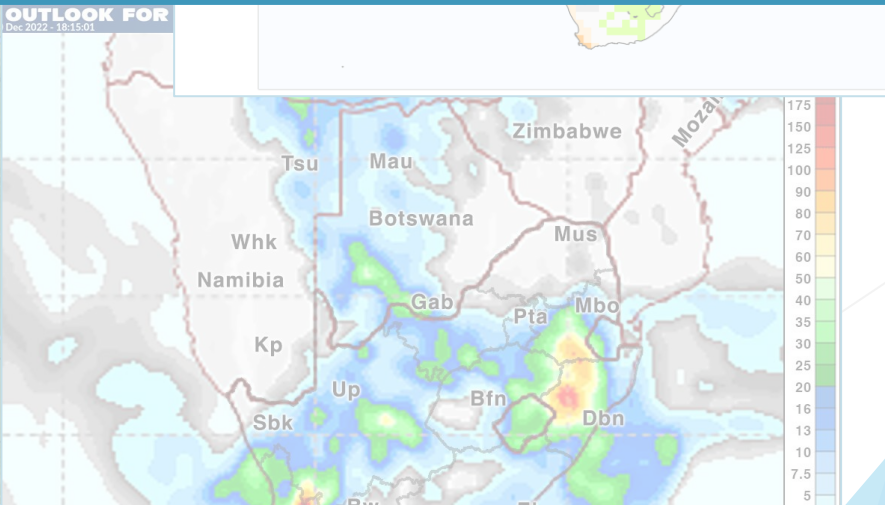 OUTLOOK FOR
Dec 2022 - 18:15:01
Zimbabwe
Mozam
Tsu
Mau
Botswana
Whk
Mus
Namibia
Gab
Pta
Mbo
Kp
Up
Bfn
Dbn
Sbk
175
150
125
100
90
80
70
60
50
40
35
30
25
20
16
13
10
7.5
5